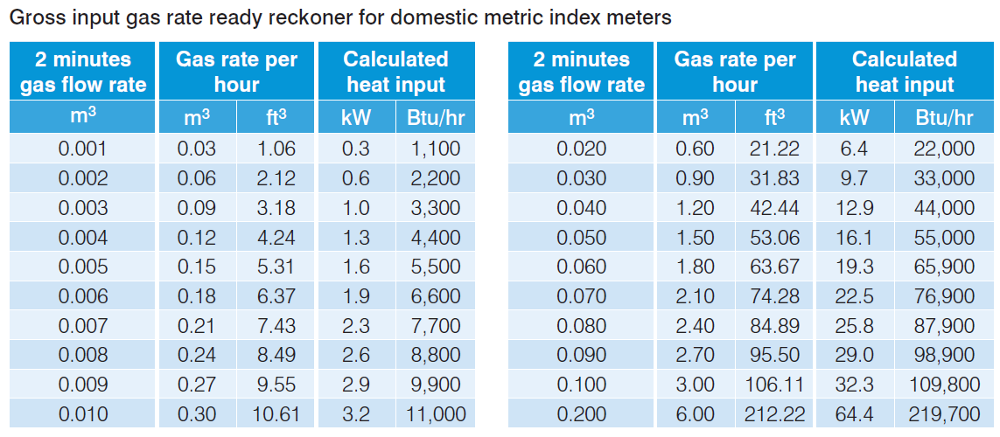 Gross input gas rate ready reckoner for domestic metric index meters
2 minutes gas flow rate Gas rate per hour Calculated heat input 2 minutes gas flow rate Gas rate per hour Calculated heat input
m³ m³ ft³ kW Btu/hr m³ m³ ft³ kW Btu/hr
0.001 0.03 1.06 0.3 1,100 0.020 0.60 21.22 6.4 22,000
0.002 0.06 2.12 0.6 2,200 0.030 0.90 31.83 9.7 33,000
0.003 0.09 3.18 1.0 3,300 0.040 1.20 42.44 12.9 44,000
0.004 0.12 4.24 1.3 4,400 0.050 1.50 53.06 16.1 55,000
0.005 0.15 5.31 1.6 5,500 0.060 1.80 63.67 19.3 65,900
0.006 0.18 6.37 1.9 6,600 0.070 2.10 74.28 22.5 76,900
0.007 0.21 7.43 2.3 7,700 0.080 2.40 84.89 25.8 87,900
0.008 0.24 8.49 2.6 8,800 0.090 2.70 95.50 29.0 98,900
0.009 0.27 9.55 2.9 9,900 0.100 3.00 106.11 32.3 109,800
0.010 0.30 10.61 3.2 11,000 0.200 6.00 212.22 64.4 219,700